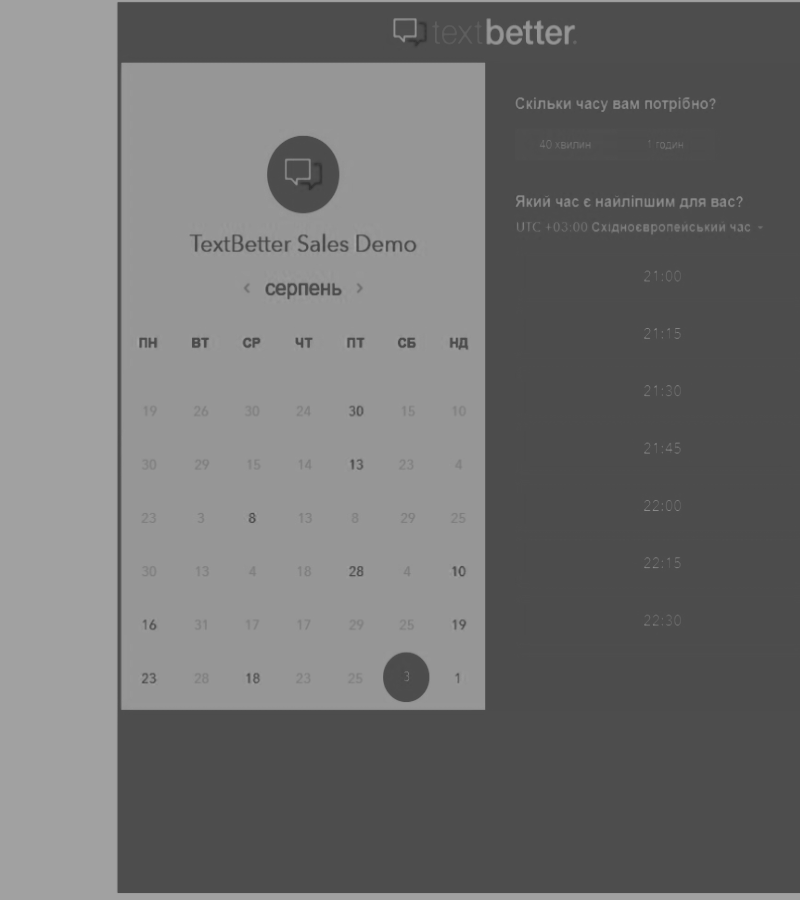 textbetter.
TextBetter Sales Demo
‹ серпень ›
ПН ВТ СР ЧТ ПТ СБ НД
19 26 30 24 30 15 10
30 29 15 14 13 23 4
23 3 8 13 8 29 25
30 13 4 18 28 4 10
16 31 17 17 29 25 19
23 28 18 23 25 3 1
Скільки часу вам потрібно?
40 хвилин 1 годин
Який час є найліпшим для вас?
UTC +03:00 Східноєвропейський час
21:00
21:15
21:30
21:45
22:00
22:15
22:30